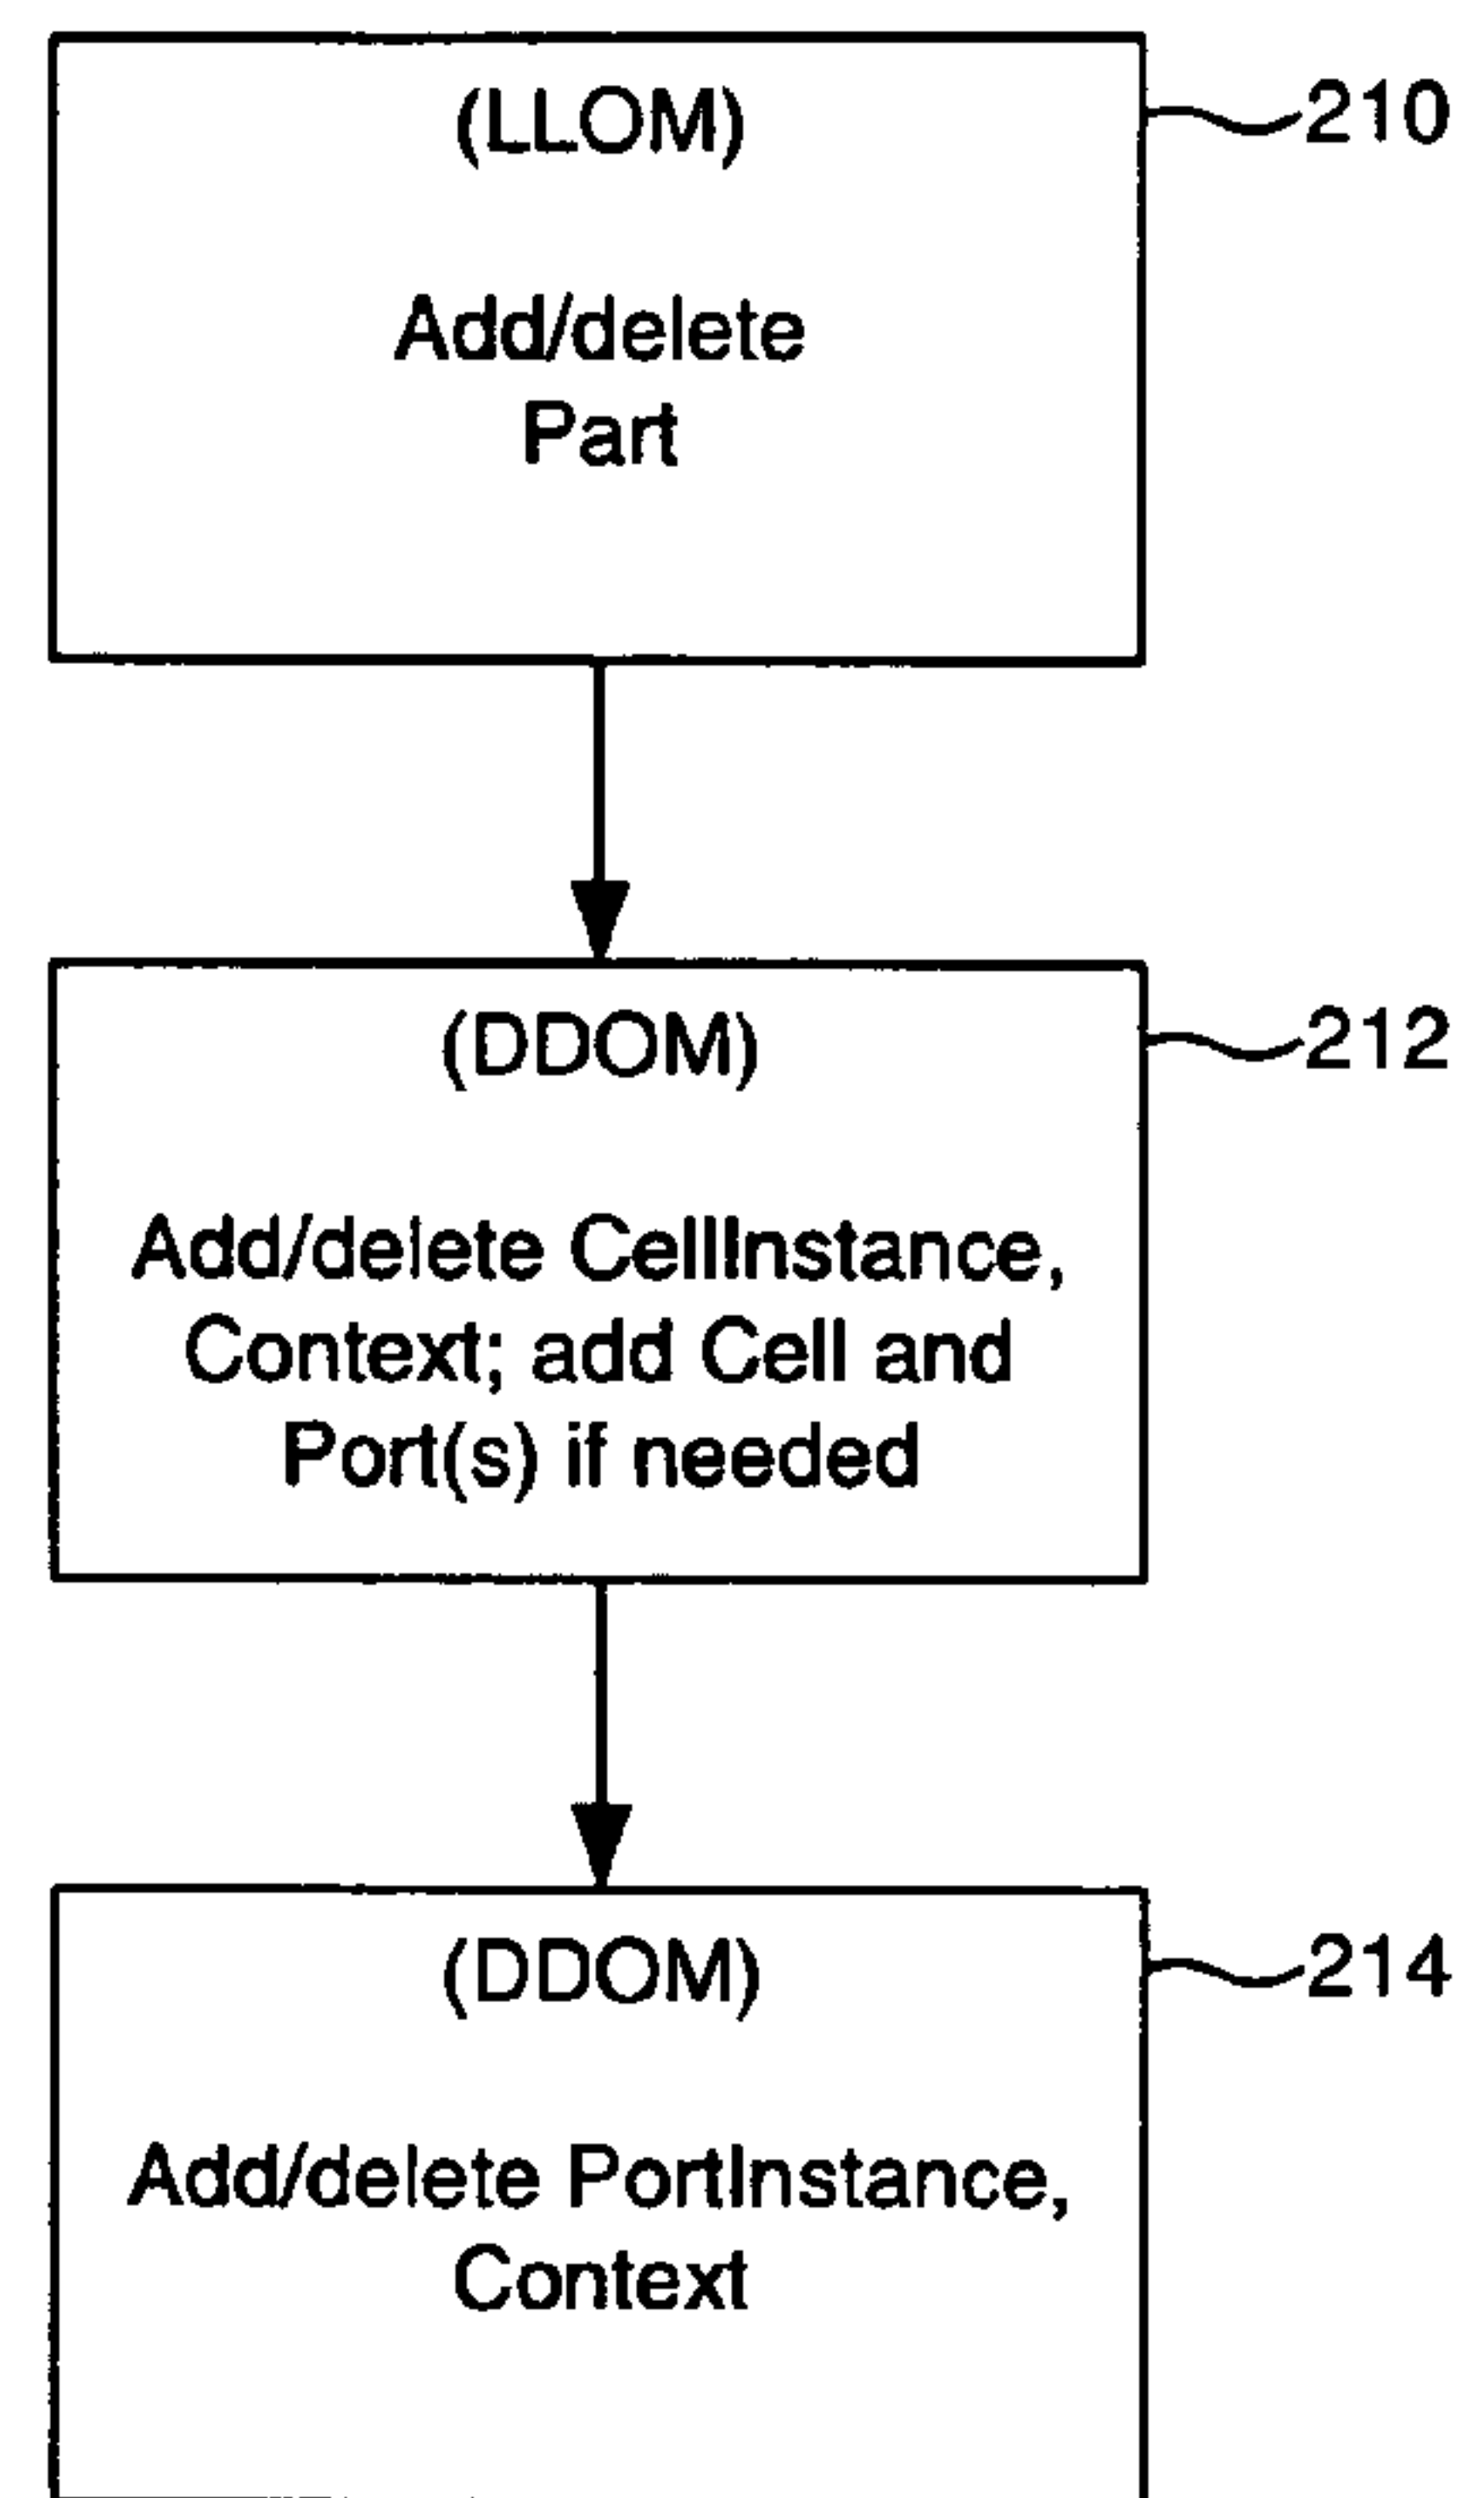 (LLOM)
210
Add/delete
Part
(DDOM)
212
Add/delete CellInstance,
Context; add Cell and
Port(s) if needed
(DDOM)
214
Add/delete PortInstance,
Context